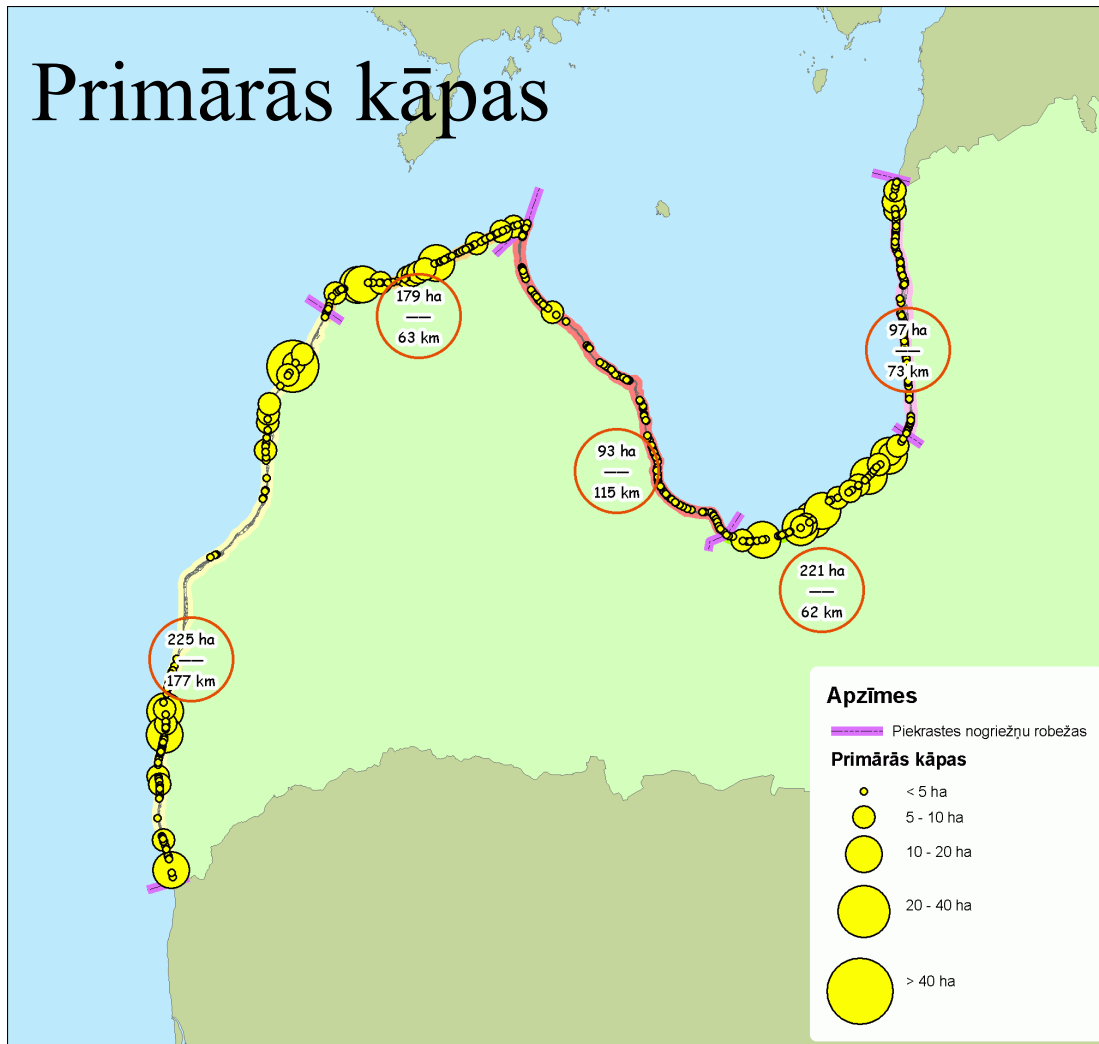 Primārās kāpas
179 ha
——
63 km
97 ha
——
73 km
93 ha
——
115 km
221 ha
——
62 km
225 ha
——
177 km
Apzīmes
Piekrastes nogriežņu robežas
Primārās kāpas
< 5 ha
5 - 10 ha
10 - 20 ha
20 - 40 ha
> 40 ha